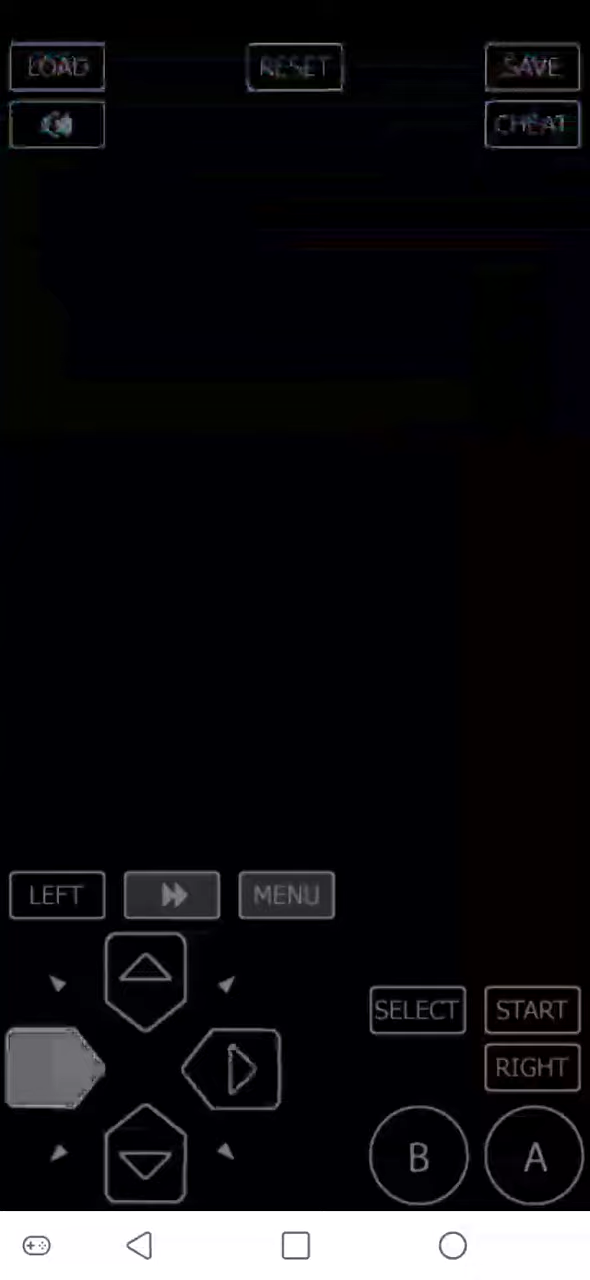 LOAD RESET SAVE
CHEAT
LEFT MENU
SELECT START
RIGHT
B A